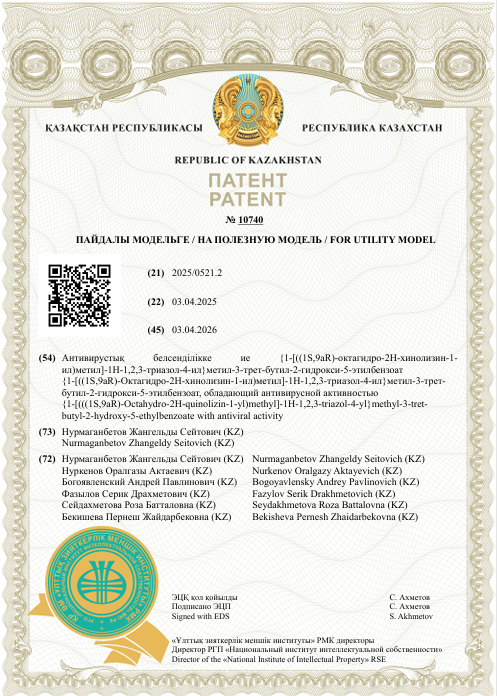 ҚАЗАҚСТАН РЕСПУБЛИКАСЫ РЕСПУБЛИКА КАЗАХСТАН
REPUBLIC OF KAZAKHSTAN
ПАТЕНТ
PATENT
№ 10740
ПАЙДАЛЫ МОДЕЛЬГЕ / НА ПОЛЕЗНУЮ МОДЕЛЬ / FOR UTILITY MODEL
(21) 2025/0521.2
(22) 03.04.2025
(45) 03.04.2026
(54) Антивирустық белсенділікке ие {1-[((1S,9aR)-октагидро-2H-хинолизин-1-
ил)метил]-1H-1,2,3-триазол-4-ил}метил-3-трет-бутил-2-гидрокси-5-этилбензоат
{1-[((1S,9aR)-Октагидро-2H-хинолизин-1-ил)метил]-1H-1,2,3-триазол-4-ил}метил-3-трет-
бутил-2-гидрокси-5-этилбензоат, обладающий антивирусной активностью
{1-[((1S,9aR)-Octahydro-2H-quinolizin-1-yl)methyl]-1H-1,2,3-triazol-4-yl}methyl-3-tret-
butyl-2-hydroxy-5-ethylbenzoate with antiviral activity
(73) Нурмаганбетов Жангельды Сейтович (KZ)
Nurmaganbetov Zhangeldy Seitovich (KZ)
(72) Нурмаганбетов Жангельды Сейтович (KZ) Nurmaganbetov Zhangeldy Seitovich (KZ)
Нуркенов Оралгазы Актаевич (KZ) Nurkenov Oralgazy Aktayevich (KZ)
Богоявленский Андрей Павлинович (KZ) Bogoyavlensky Andrey Pavlinovich (KZ)
Фазылов Серик Драхметович (KZ) Fazylov Serik Drakhmetovich (KZ)
Сейдахметова Роза Батталовна (KZ) Seydakhmetova Roza Battalovna (KZ)
Бекишева Пернеш Жайдарбековна (KZ) Bekisheva Pernesh Zhaidarbekovna (KZ)
ЭЦҚ қол қойылды С. Ахметов
Подписано ЭЦП С. Ахметов
Signed with EDS S. Akhmetov
«Ұлттық зияткерлік меншік институты» РМК директоры
Директор РГП «Национальный институт интеллектуальной собственности»
Director of the «National Institute of Intellectual Property» RSE